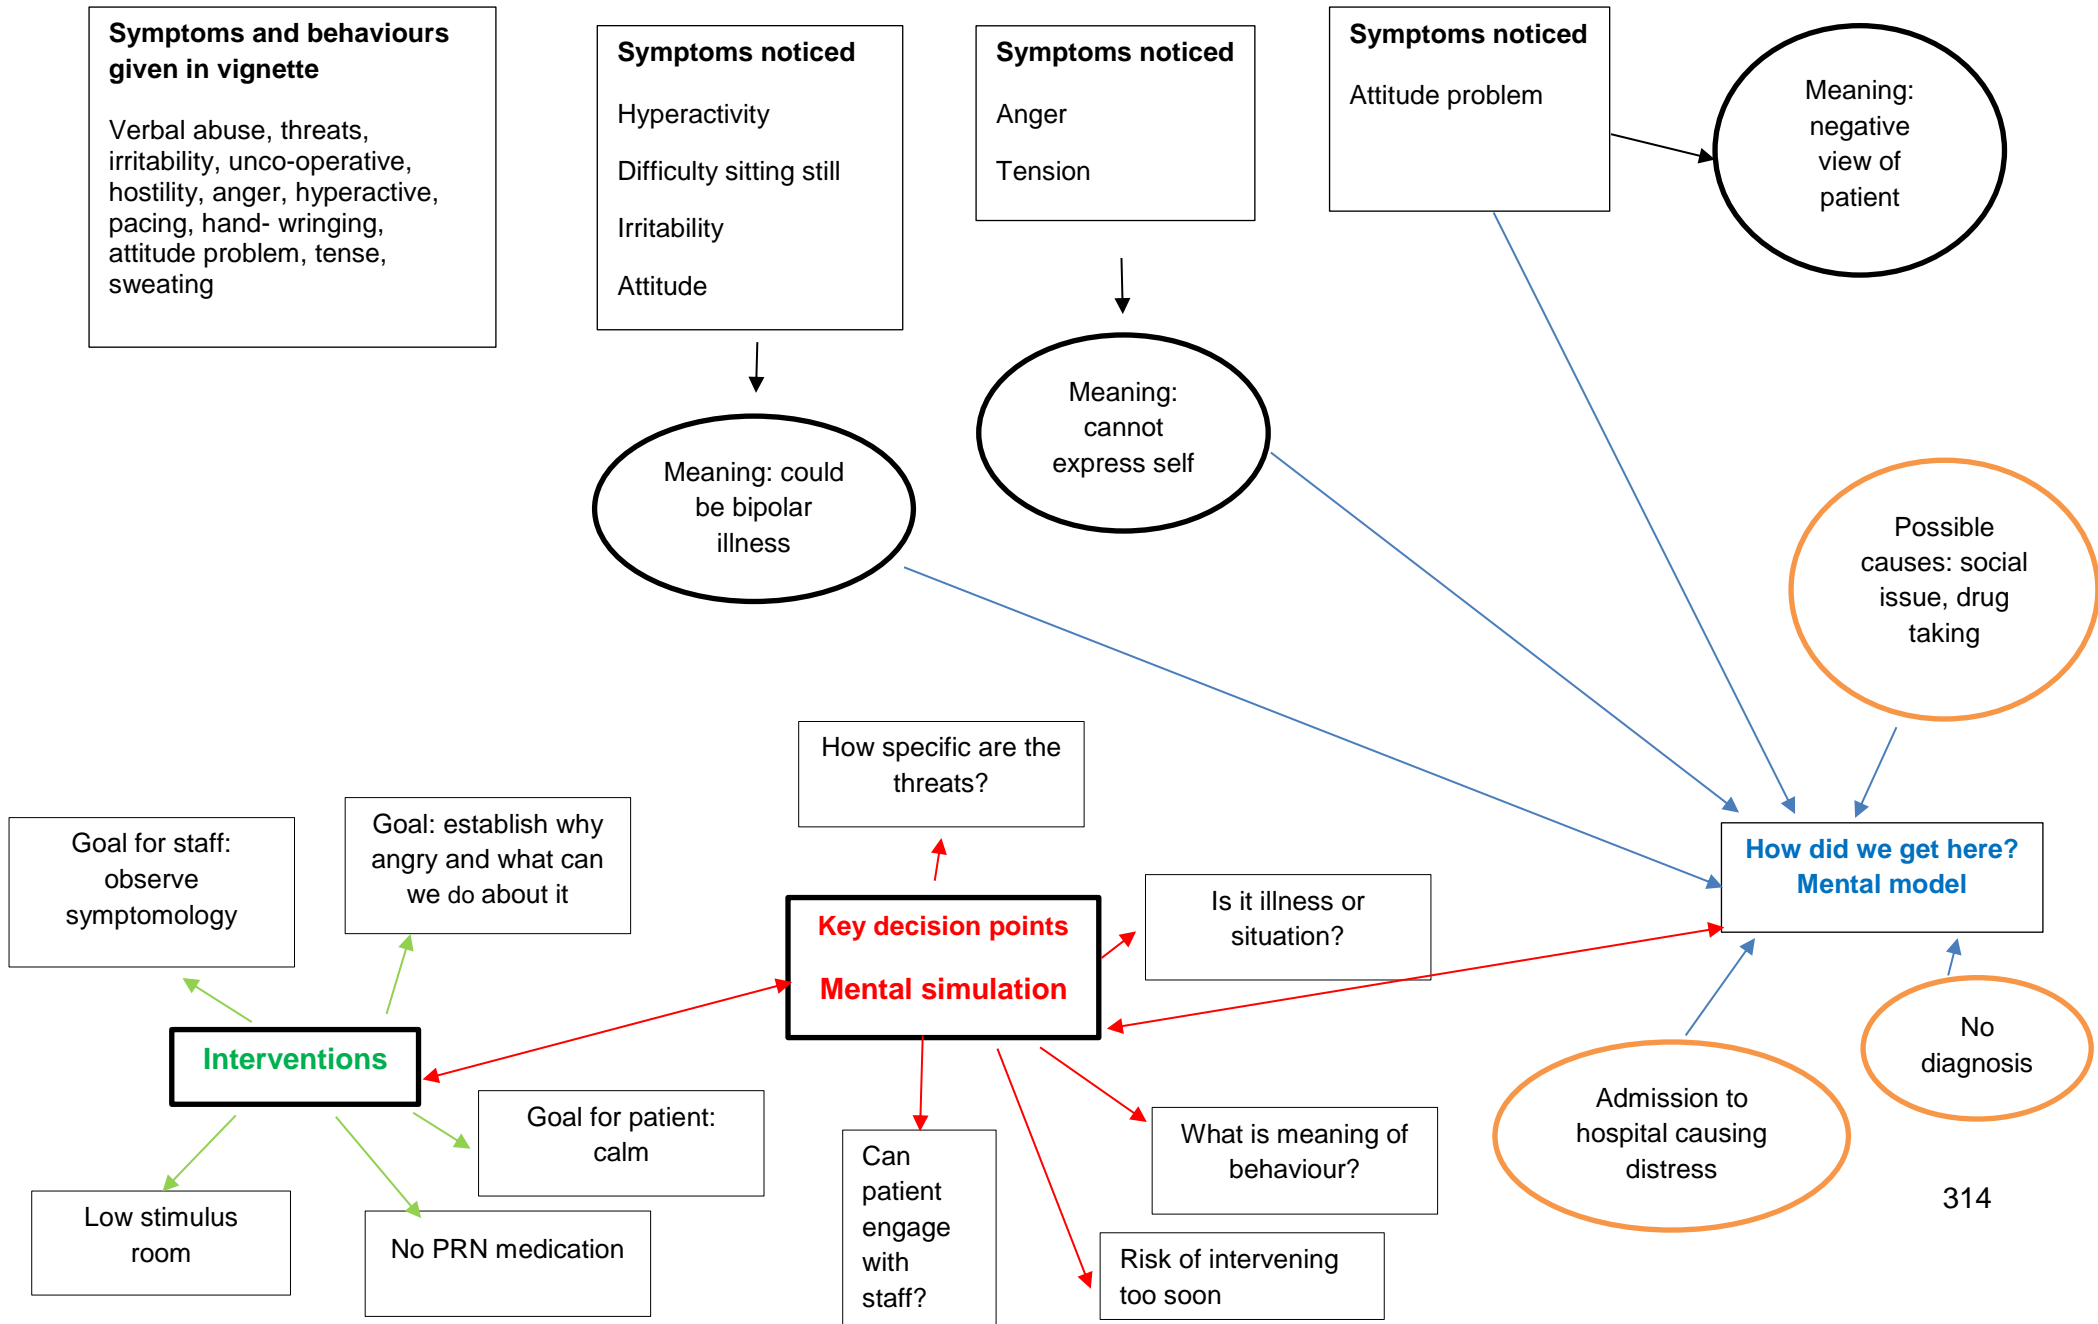 Symptoms and behaviours
given in vignette
Verbal abuse, threats,
irritability, unco-operative,
hostility, anger, hyperactive,
pacing, hand- wringing,
attitude problem, tense,
sweating
Symptoms noticed
Hyperactivity
Difficulty sitting still
Irritability
Attitude
Symptoms noticed
Anger
Tension
Symptoms noticed
Attitude problem
Meaning:
negative
view of
patient
Meaning: could
be bipolar
illness
Meaning:
cannot
express self
Possible
causes: social
issue, drug
taking
How specific are the
threats?
Goal for staff:
observe
symptomology
Goal: establish why
angry and what can
we do about it
Key decision points
Mental simulation
Is it illness or
situation?
How did we get here?
Mental model
Interventions
No
diagnosis
Admission to
hospital causing
distress
Goal for patient:
calm
Low stimulus
room
No PRN medication
Can
patient
engage
with
staff?
What is meaning of
behaviour?
Risk of intervening
too soon
314